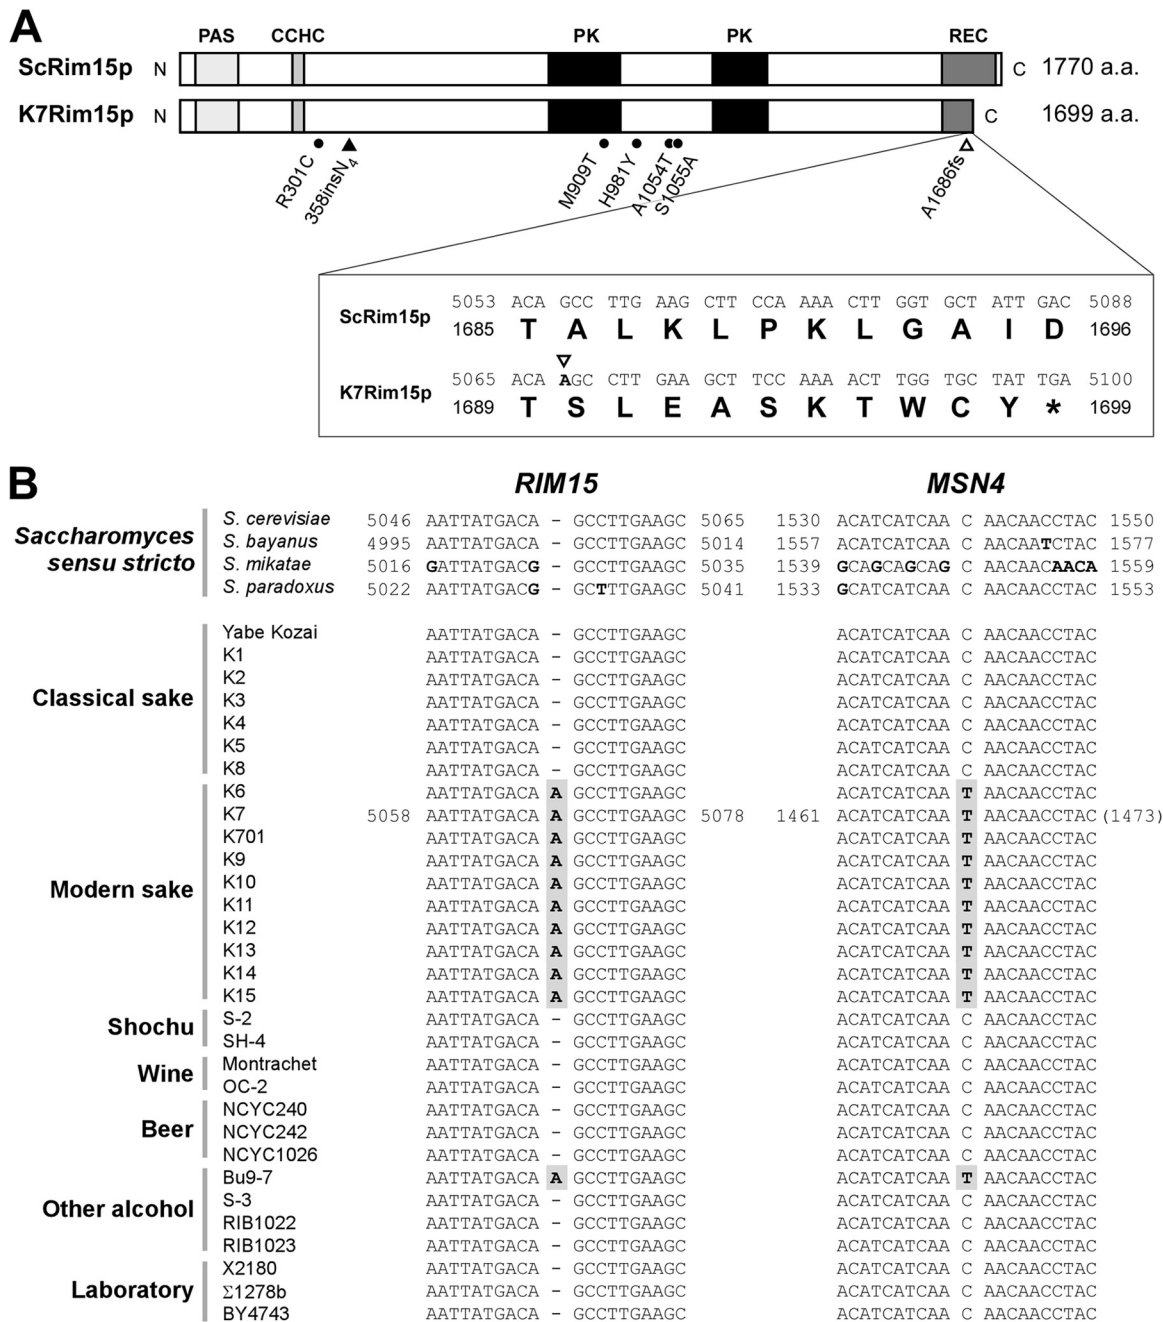 A
PAS CCHC PK PK REC
ScRim15p N C 1770 a.a.
K7Rim15p N C 1699 a.a.
R301C 358insN4 M909T H981Y A1054T S1055A A1686fs
5053 ACA GCC TTG AAG CTT CCA AAA CTT GGT GCT ATT GAC 5088
ScRim15p
1685 T A L K L P K L G A I D 1696
5065 ACA AGC CTT GAA GCT TCC AAA ACT TGG TGC TAT TGA 5100
K7Rim15p
1689 T S L E A S K T W C Y * 1699
B
RIM15 MSN4
Saccharomyces sensu stricto
S. cerevisiae 5046 AATTATGACA - GCCTTGAAGC 5065 1530 ACATCATCAA C AACAACCTAC 1550
S. bayanus 4995 AATTATGACA - GCCTTGAAGC 5014 1557 ACATCATCAA C AACAATCTAC 1577
S. mikatae 5016 GATTATGACG - GCCTTGAAGC 5035 1539 GCAGCAGCAG C AACAACAACA 1559
S. paradoxus 5022 AATTATGACG - GCTTTGAAGC 5041 1533 GCATCATCAA C AACAACCTAC 1553
Classical sake
Yabe Kozai AATTATGACA - GCCTTGAAGC ACATCATCAA C AACAACCTAC
K1 AATTATGACA - GCCTTGAAGC ACATCATCAA C AACAACCTAC
K2 AATTATGACA - GCCTTGAAGC ACATCATCAA C AACAACCTAC
K3 AATTATGACA - GCCTTGAAGC ACATCATCAA C AACAACCTAC
K4 AATTATGACA - GCCTTGAAGC ACATCATCAA C AACAACCTAC
K5 AATTATGACA - GCCTTGAAGC ACATCATCAA C AACAACCTAC
K8 AATTATGACA - GCCTTGAAGC ACATCATCAA C AACAACCTAC
Modern sake
K6 AATTATGACA A GCCTTGAAGC ACATCATCAA T AACAACCTAC
K7 5058 AATTATGACA A GCCTTGAAGC 5078 1461 ACATCATCAA T AACAACCTAC (1473)
K701 AATTATGACA A GCCTTGAAGC ACATCATCAA T AACAACCTAC
K9 AATTATGACA A GCCTTGAAGC ACATCATCAA T AACAACCTAC
K10 AATTATGACA A GCCTTGAAGC ACATCATCAA T AACAACCTAC
K11 AATTATGACA A GCCTTGAAGC ACATCATCAA T AACAACCTAC
K12 AATTATGACA A GCCTTGAAGC ACATCATCAA T AACAACCTAC
K13 AATTATGACA A GCCTTGAAGC ACATCATCAA T AACAACCTAC
K14 AATTATGACA A GCCTTGAAGC ACATCATCAA T AACAACCTAC
K15 AATTATGACA A GCCTTGAAGC ACATCATCAA T AACAACCTAC
Shochu
S-2 AATTATGACA - GCCTTGAAGC ACATCATCAA C AACAACCTAC
SH-4 AATTATGACA - GCCTTGAAGC ACATCATCAA C AACAACCTAC
Wine
Montrachet AATTATGACA - GCCTTGAAGC ACATCATCAA C AACAACCTAC
OC-2 AATTATGACA - GCCTTGAAGC ACATCATCAA C AACAACCTAC
Beer
NCYC240 AATTATGACA - GCCTTGAAGC ACATCATCAA C AACAACCTAC
NCYC242 AATTATGACA - GCCTTGAAGC ACATCATCAA C AACAACCTAC
NCYC1026 AATTATGACA - GCCTTGAAGC ACATCATCAA C AACAACCTAC
Other alcohol
Bu9-7 AATTATGACA A GCCTTGAAGC ACATCATCAA T AACAACCTAC
S-3 AATTATGACA - GCCTTGAAGC ACATCATCAA C AACAACCTAC
RIB1022 AATTATGACA - GCCTTGAAGC ACATCATCAA C AACAACCTAC
RIB1023 AATTATGACA - GCCTTGAAGC ACATCATCAA C AACAACCTAC
Laboratory
X2180 AATTATGACA - GCCTTGAAGC ACATCATCAA C AACAACCTAC
Σ1278b AATTATGACA - GCCTTGAAGC ACATCATCAA C AACAACCTAC
BY4743 AATTATGACA - GCCTTGAAGC ACATCATCAA C AACAACCTAC